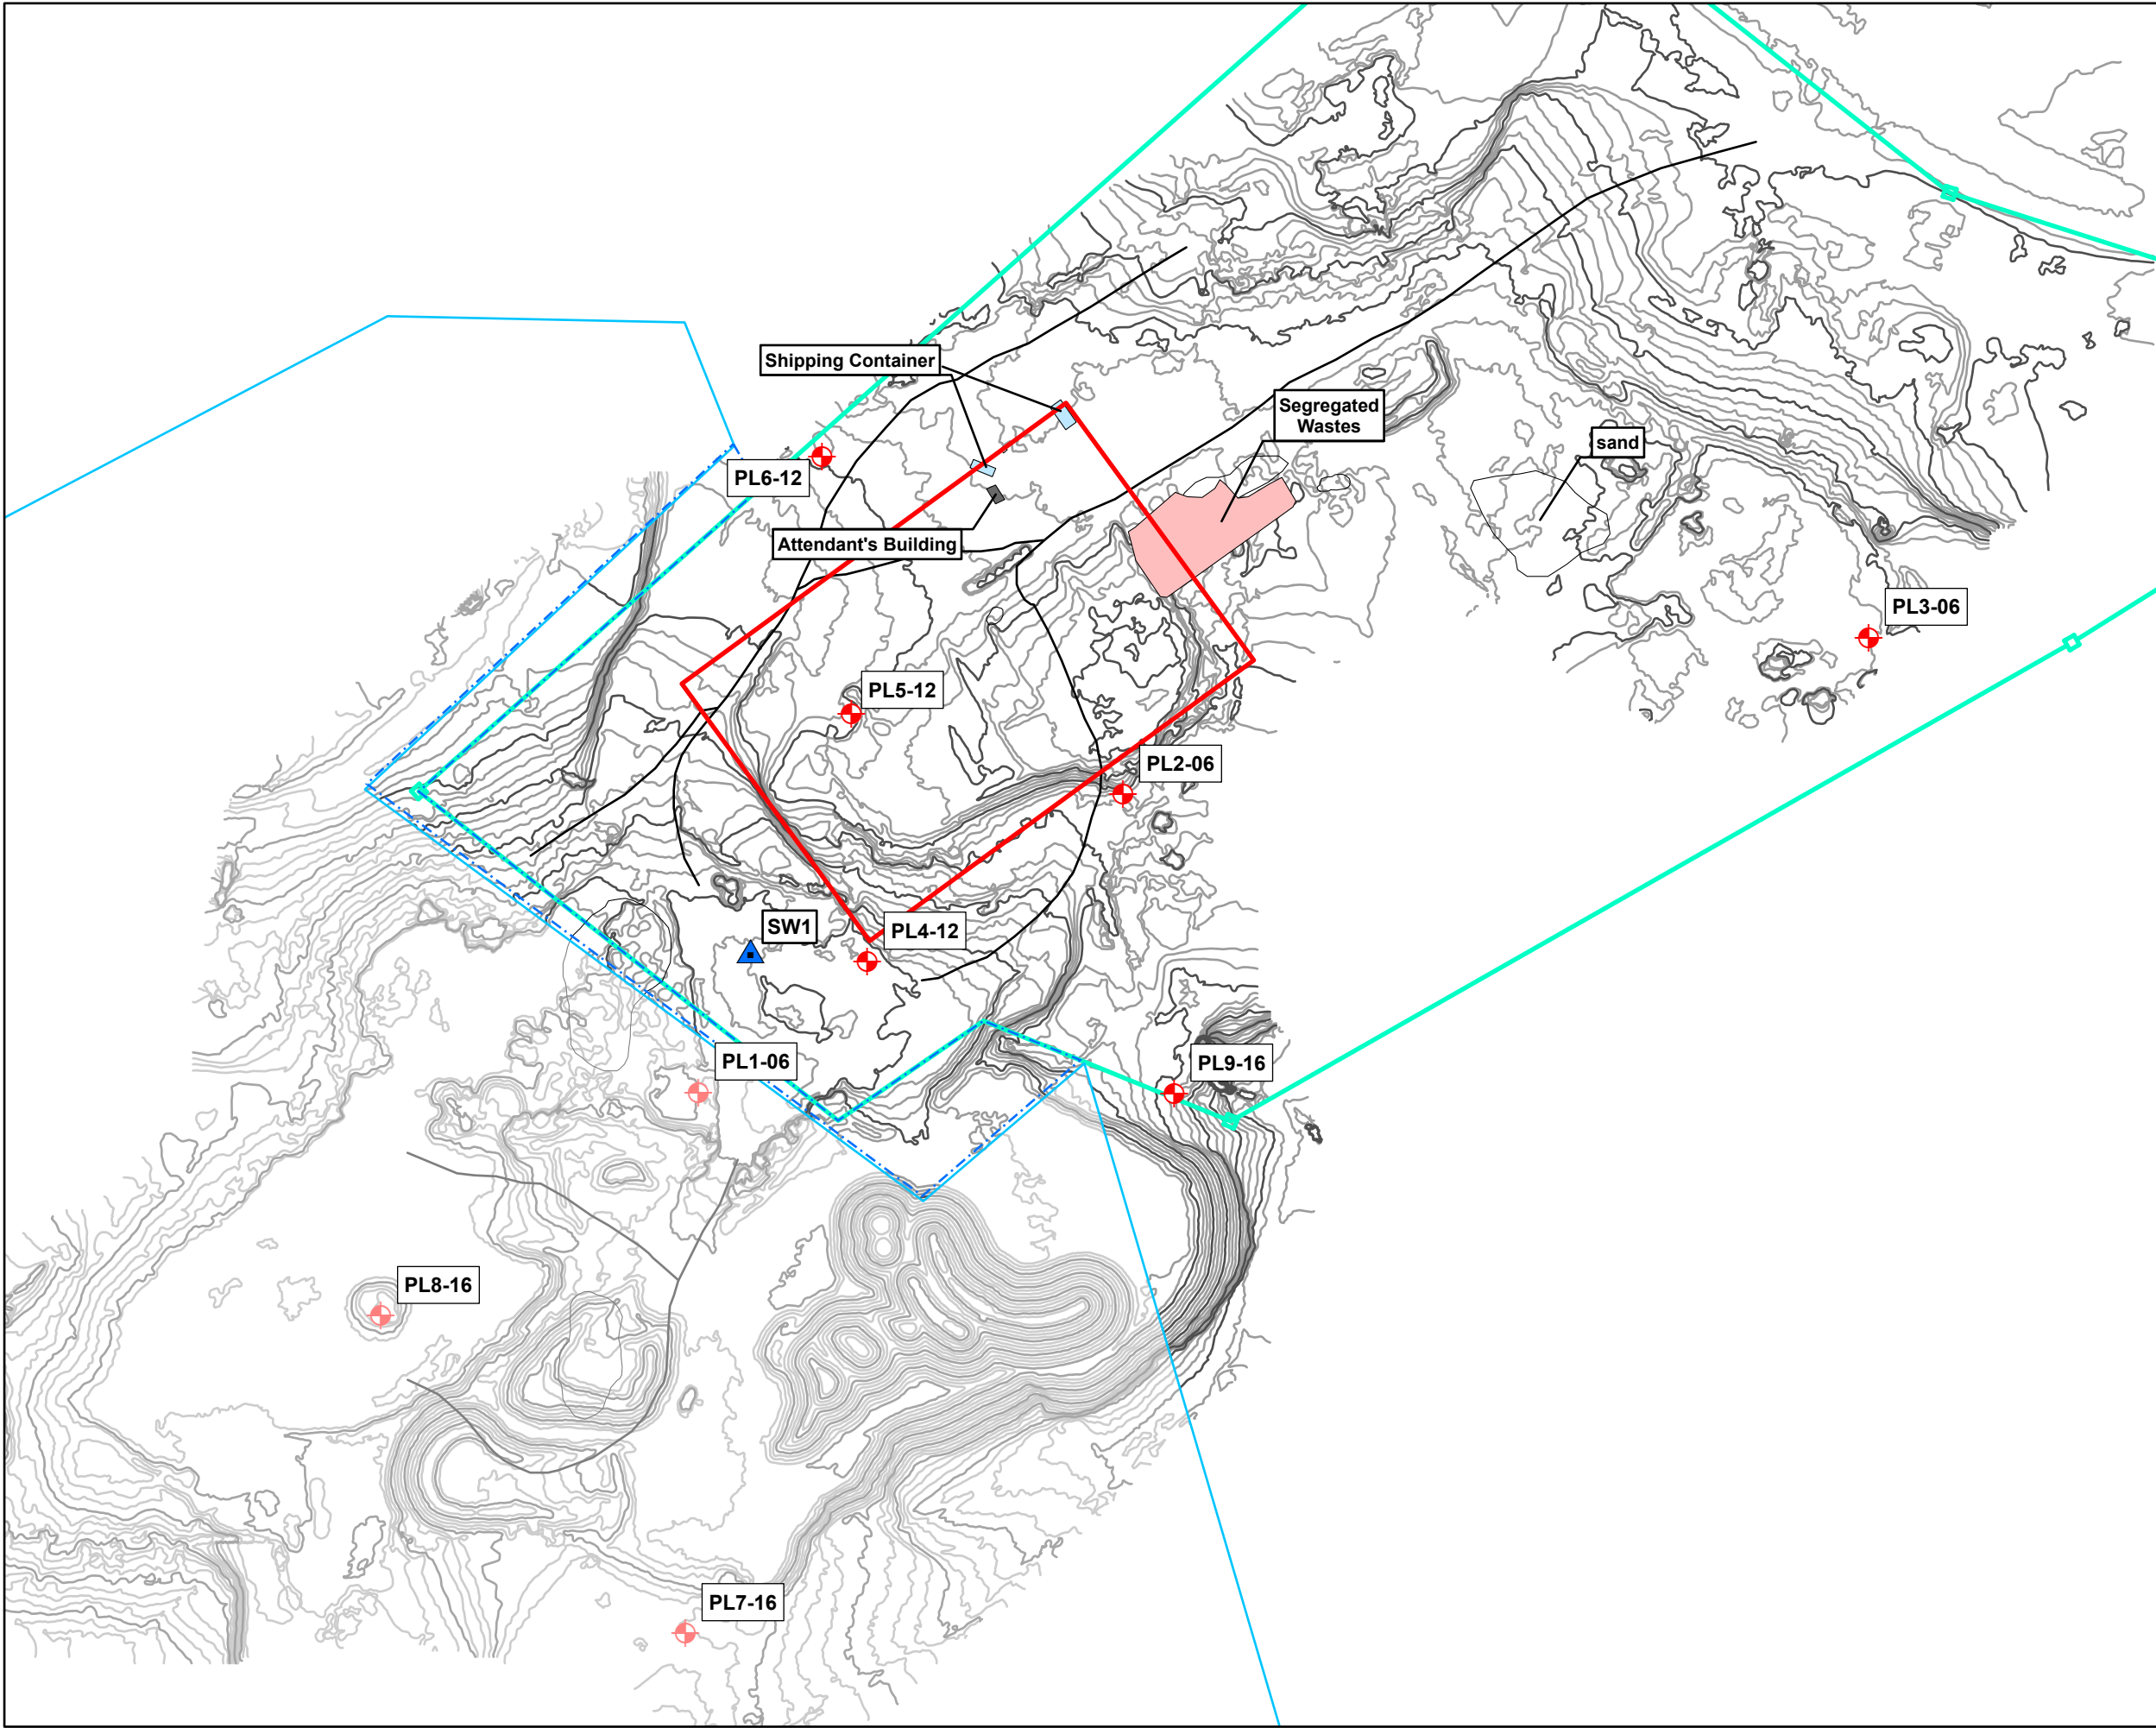 Shipping Container
Segregated
Wastes
sand
PL6-12
Attendant's Building
PL3-06
PL5-12
PL2-06
SW1
PL4-12
PL1-06
PL9-16
PL8-16
PL7-16